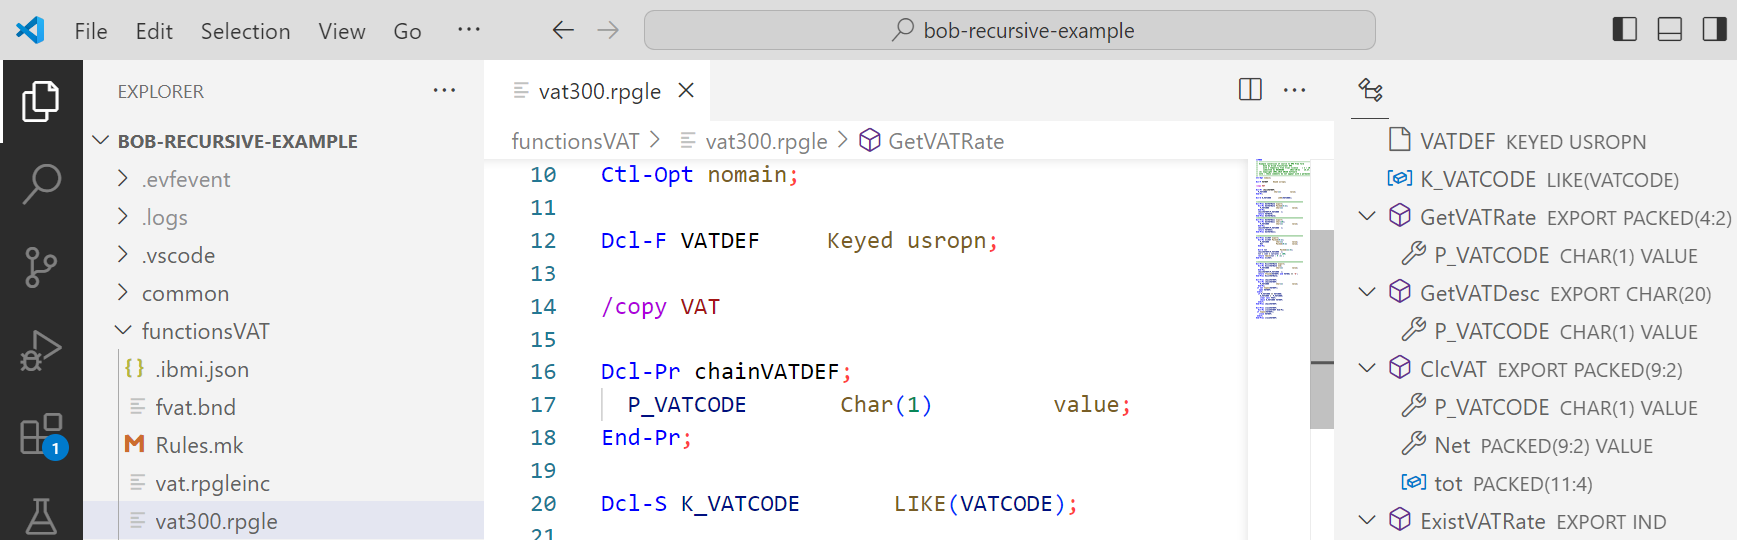 File Edit Selection View Go ··· bob-recursive-example
EXPLORER ···
BOB-RECURSIVE-EXAMPLE
.evfevent
.logs
.vscode
common
functionsVAT
.ibmi.json
fvat.bnd
Rules.mk
vat.rpgleinc
vat300.rpgle
1
vat300.rpgle
functionsVAT > vat300.rpgle > GetVATRate
10 Ctl-Opt nomain;
11
12 Dcl-F VATDEF Keyed usropn;
13
14 /copy VAT
15
16 Dcl-Pr chainVATDEF;
17 P_VATCODE Char(1) value;
18 End-Pr;
19
20 Dcl-S K_VATCODE LIKE(VATCODE);
21
VATDEF KEYED USROPN
K_VATCODE LIKE(VATCODE)
GetVATRate EXPORT PACKED(4:2)
P_VATCODE CHAR(1) VALUE
GetVATDesc EXPORT CHAR(20)
P_VATCODE CHAR(1) VALUE
ClcVAT EXPORT PACKED(9:2)
P_VATCODE CHAR(1) VALUE
Net PACKED(9:2) VALUE
tot PACKED(11:4)
ExistVATRate EXPORT IND